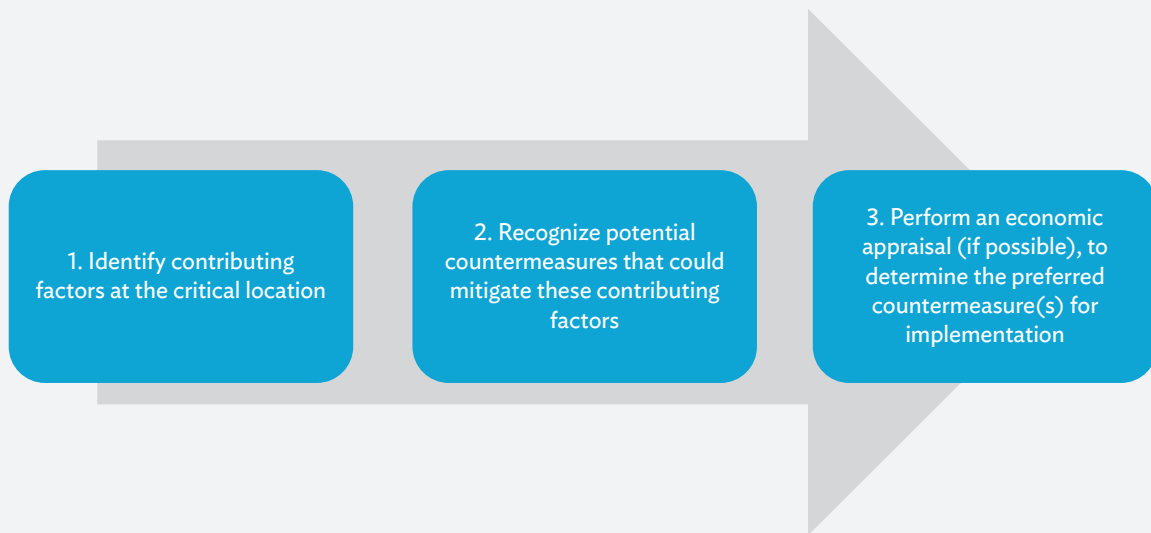 1. Identify contributing
factors at the critical location
2. Recognize potential
countermeasures that could
mitigate these contributing
factors
3. Perform an economic
appraisal (if possible), to
determine the preferred
countermeasure(s) for
implementation